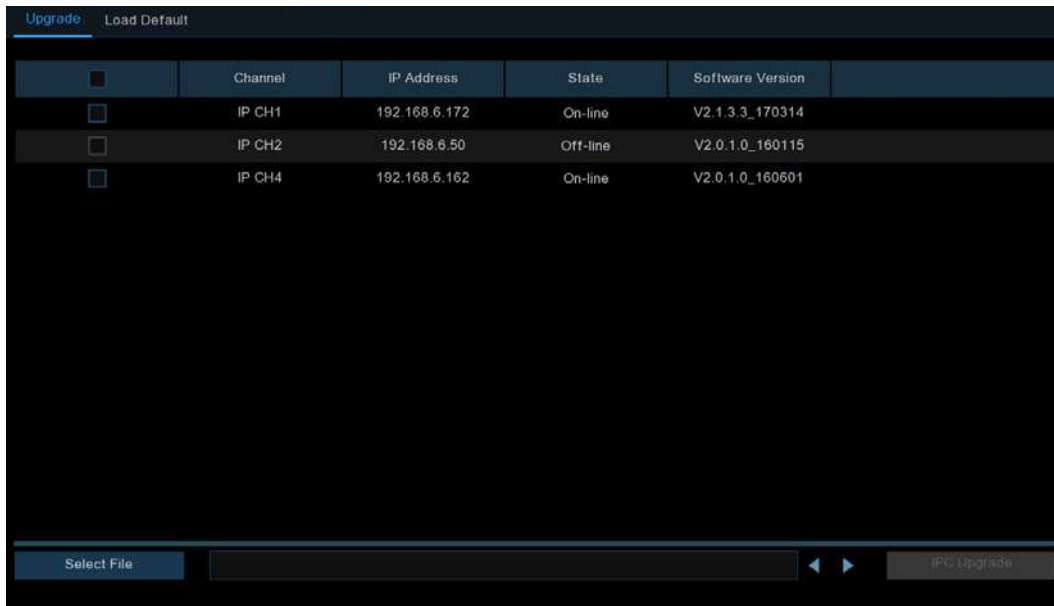 Upgrade Load Default
Channel IP Address State Software Version
IP CH1 192.168.6.172 On-line V2.1.3.3_170314
IP CH2 192.168.6.50 Off-line V2.0.1.0_160115
IP CH4 192.168.6.162 On-line V2.0.1.0_160601
Select File IPC Upgrade